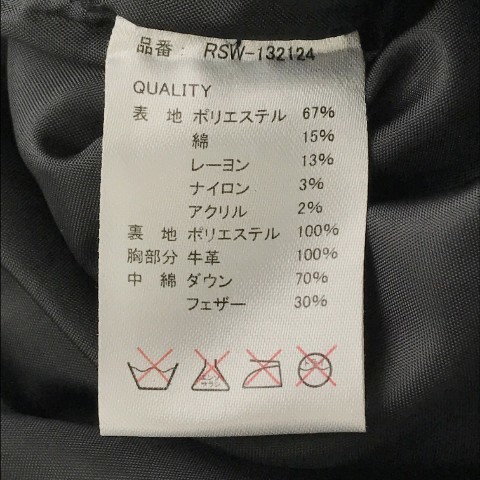 品番： RSW-132124
QUALITY
表 地 ポリエステル 67%
綿 15%
レーヨン 13%
ナイロン 3%
アクリル 2%
裏 地 ポリエステル 100%
胸部分 牛革 100%
中 綿 ダウン 70%
フェザー 30%